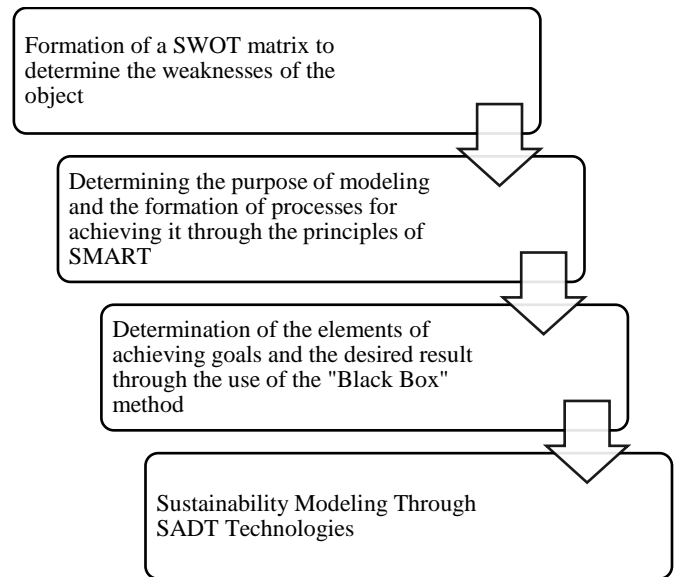 Formation of a SWOT matrix to
determine the weaknesses of the
object
Determining the purpose of modeling
and the formation of processes for
achieving it through the principles of
SMART
Determination of the elements of
achieving goals and the desired result
through the use of the "Black Box"
method
Sustainability Modeling Through
SADT Technologies